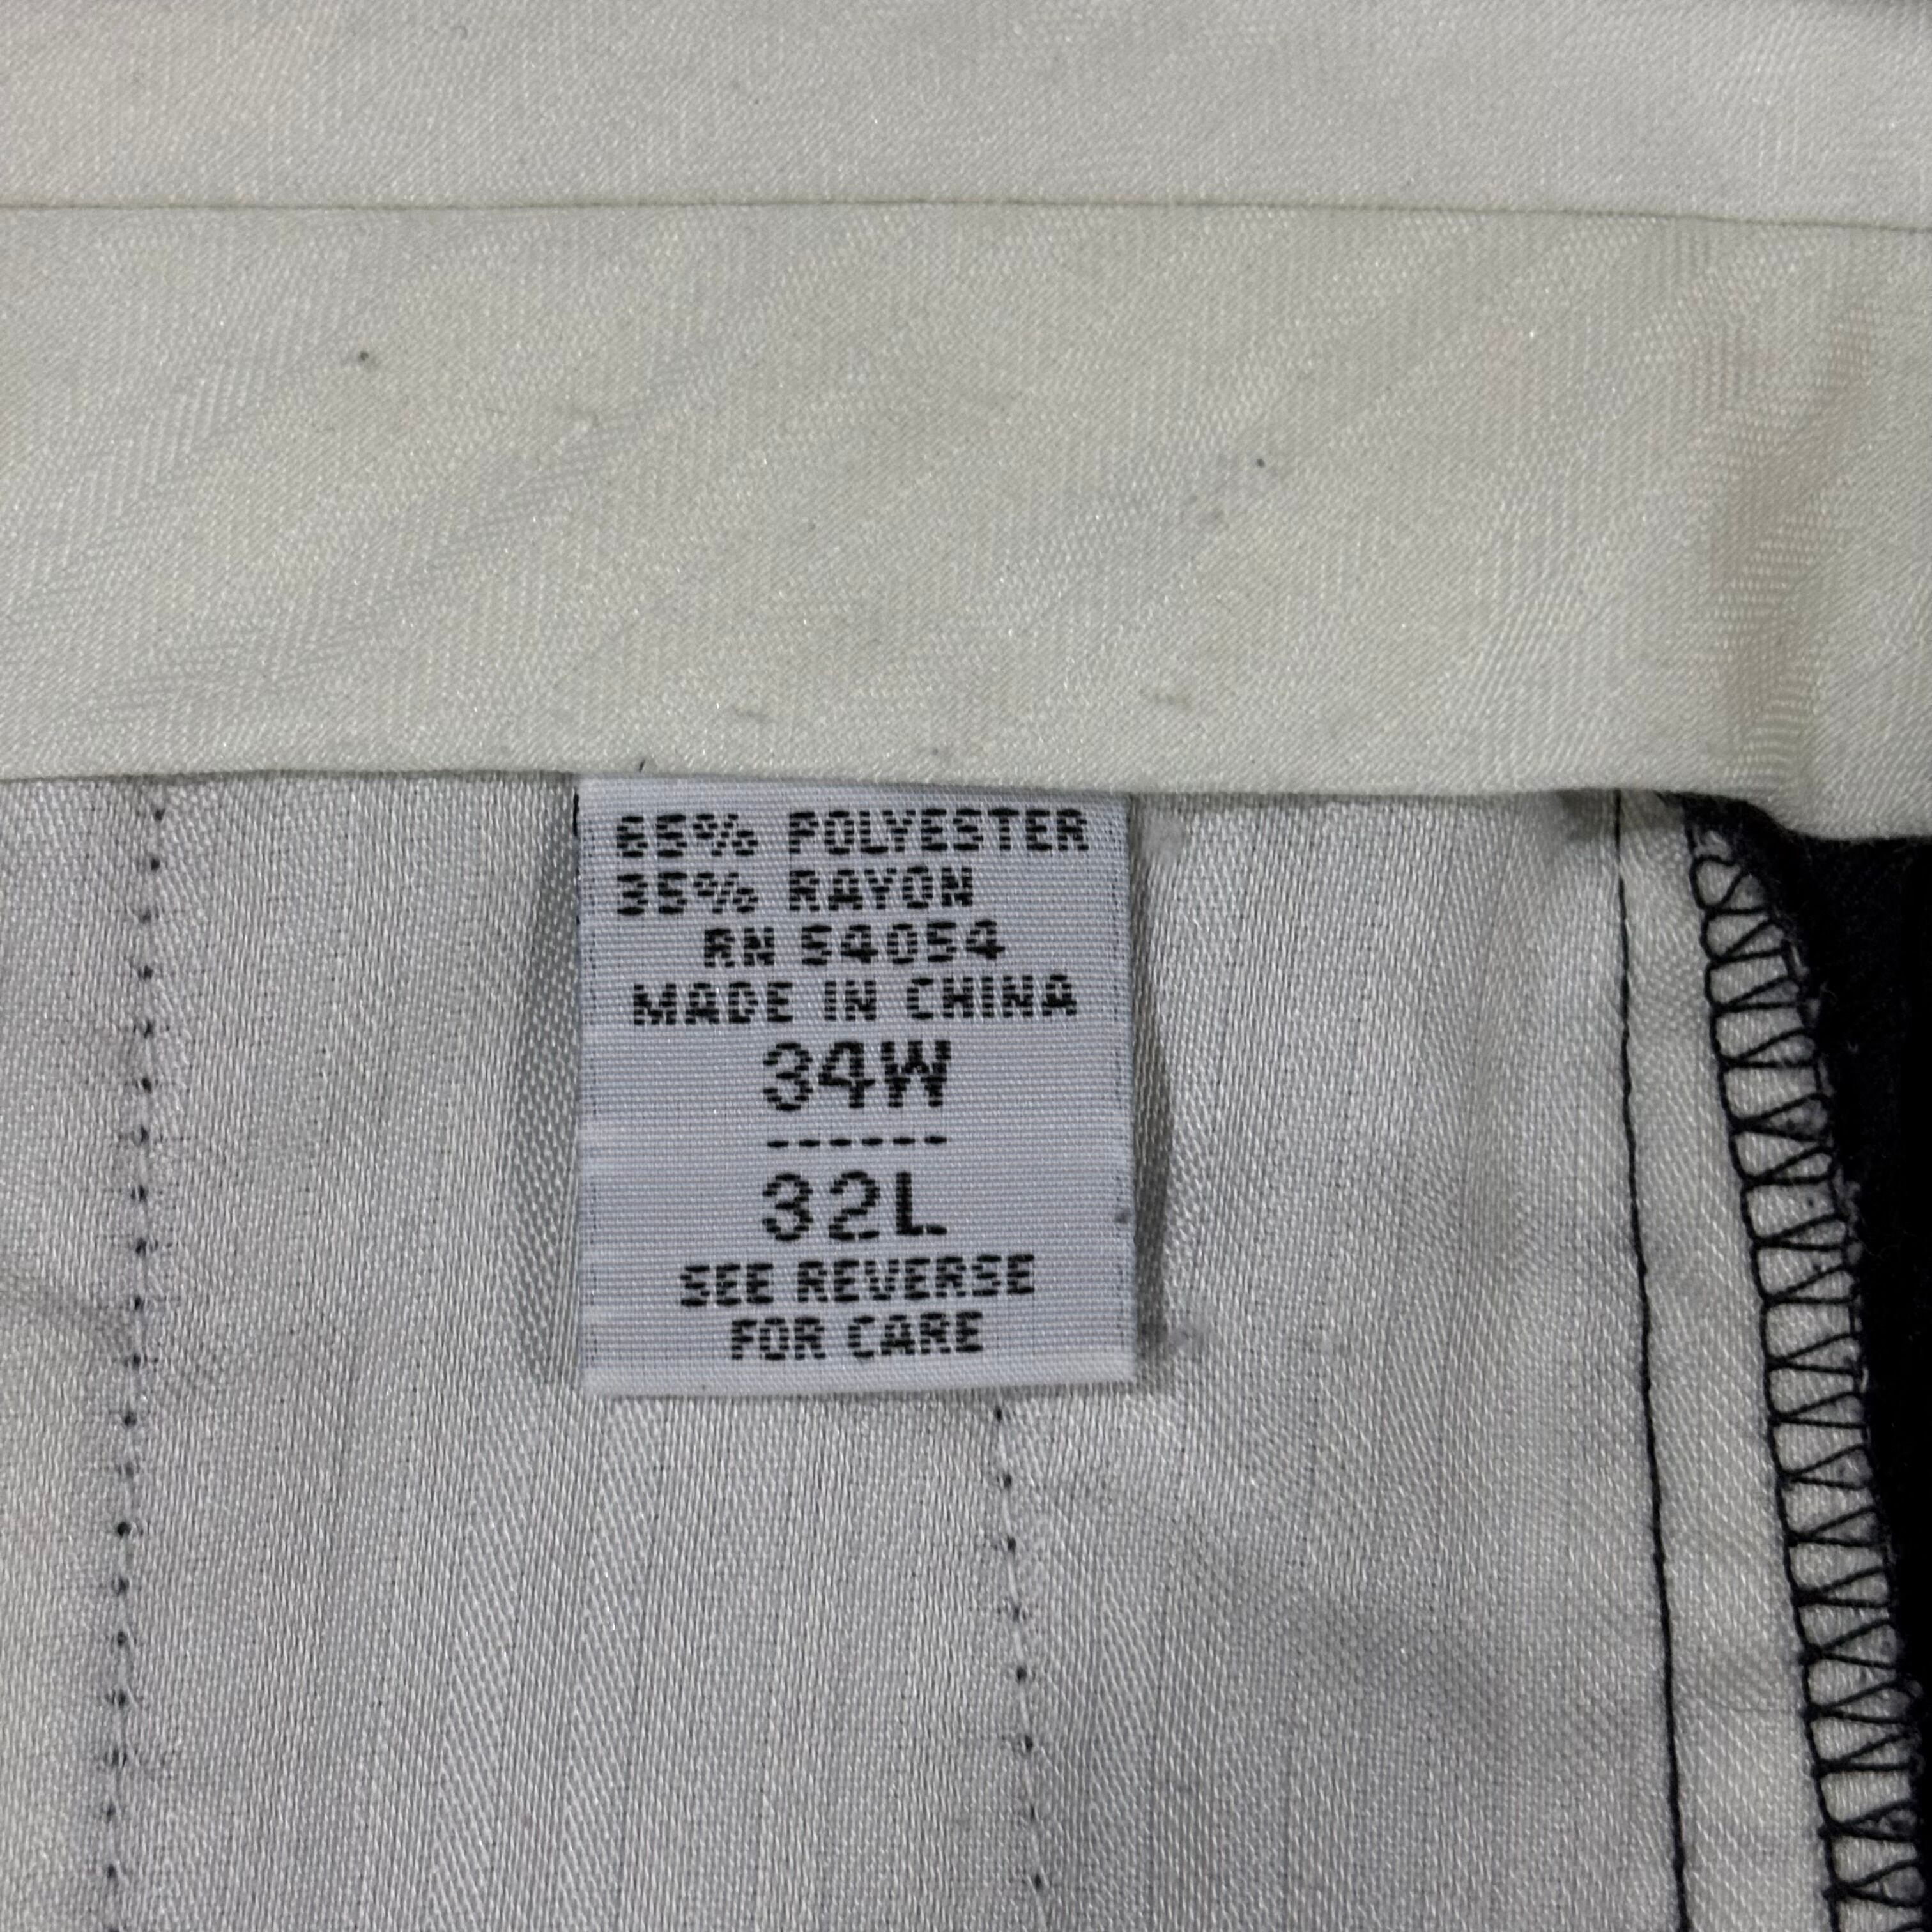 65% POLYESTER
35% RAYON
RN 54054
MADE IN CHINA
34W
------
32L
SEE REVERSE
FOR CARE